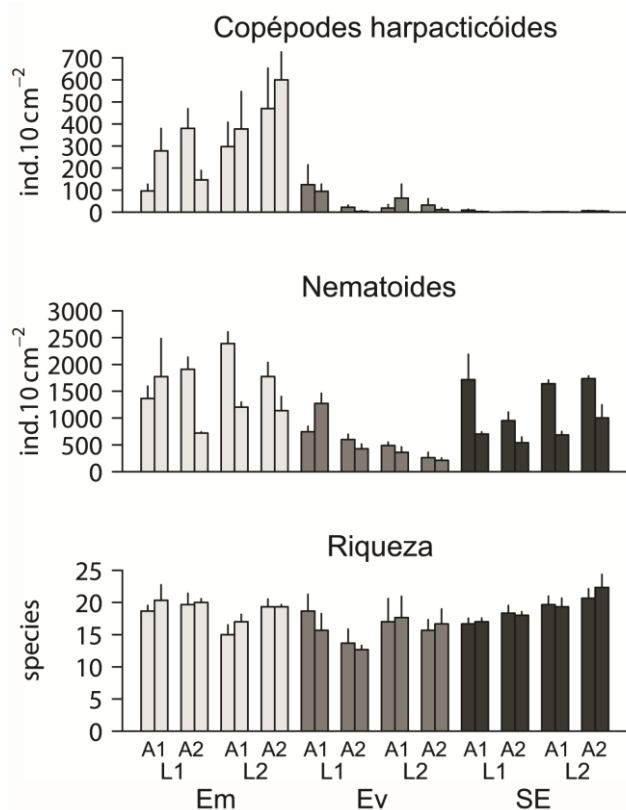 Copépodes harpacticóides
700
600
500
400
300
200
100
0
ind.10 cm⁻²
Nematoides
3000
2500
2000
1500
1000
500
0
ind.10 cm⁻²
Riqueza
25
20
15
10
5
0
species
A1 A2 A1 A2 A1 A2 A1 A2 A1 A2 A1 A2
L1 L2 L1 L2 L1 L2
Em Ev SE